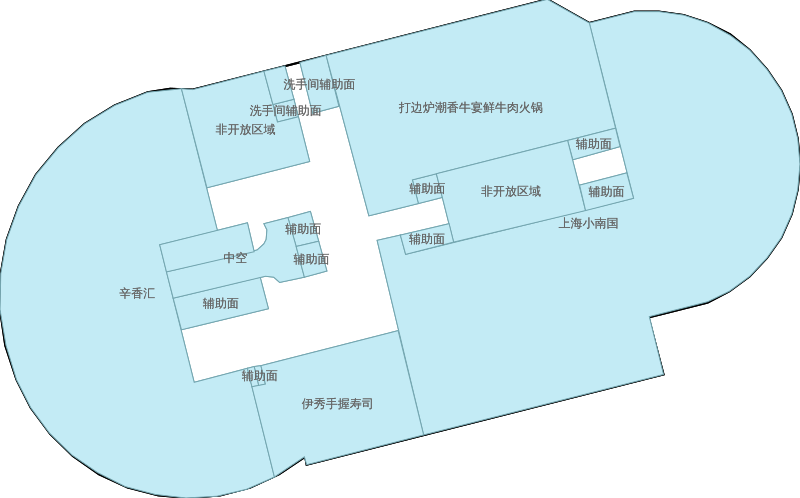 洗手间辅助面
打边炉潮香牛宴鲜牛肉火锅
洗手间辅助面
非开放区域
辅助面
辅助面
非开放区域
辅助面
上海小南国
辅助面
辅助面
中空
辅助面
辛香汇
辅助面
辅助面
伊秀手握寿司